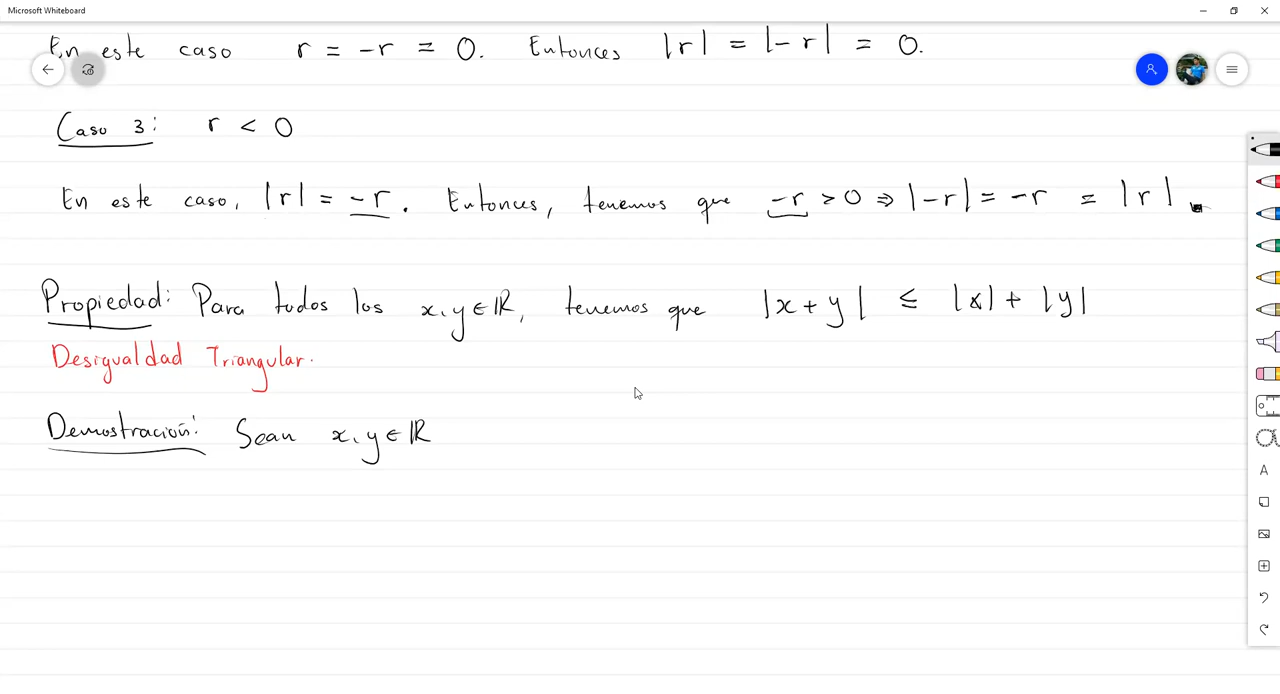 Microsoft Whiteboard
En este caso r = -r = 0. Entonces |r| = |-r| = 0.
Caso 3: r < 0
En este caso, |r| = -r. Entonces, tenemos que -r > 0 ⇒ |-r| = -r = |r|.
Propiedad: Para todos los x, y ∈ ℝ, tenemos que |x + y| ≤ |x| + |y|
Desigualdad Triangular.
Demostración: Sean x, y ∈ ℝ
A